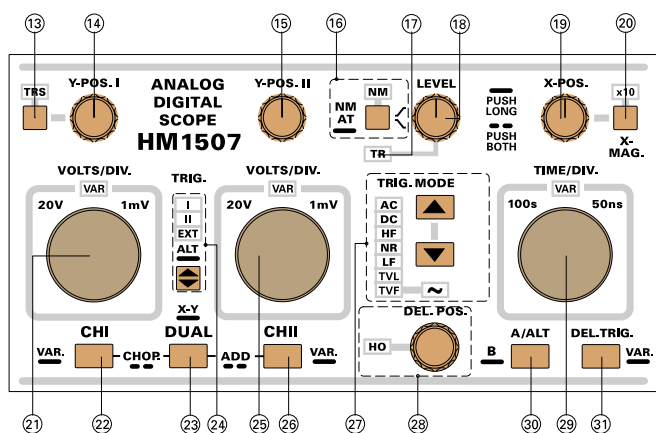 13 14 15 16 17 18 19 20
TRS
Y-POS. I
ANALOG
DIGITAL
SCOPE
HM1507
Y-POS. II
NM
AT
NM
LEVEL
TR
PUSH
LONG
PUSH
BOTH
X-POS.
x10
X-
MAG.
VOLTS/DIV.
VAR
20V 1mV
TRIG.
I
II
EXT
ALT
VOLTS/DIV.
VAR
20V 1mV
TRIG. MODE
AC
DC
HF
NR
LF
TVL
TVF
~
TIME/DIV.
VAR
100s 50ns
X-Y
CHI
DUAL
CHII
VAR.
CHOP.
ADD
VAR.
DEL. POS.
HO
A/ALT
B
DEL.TRIG.
VAR.
21 22 23 24 25 26 27 28 30 29 31